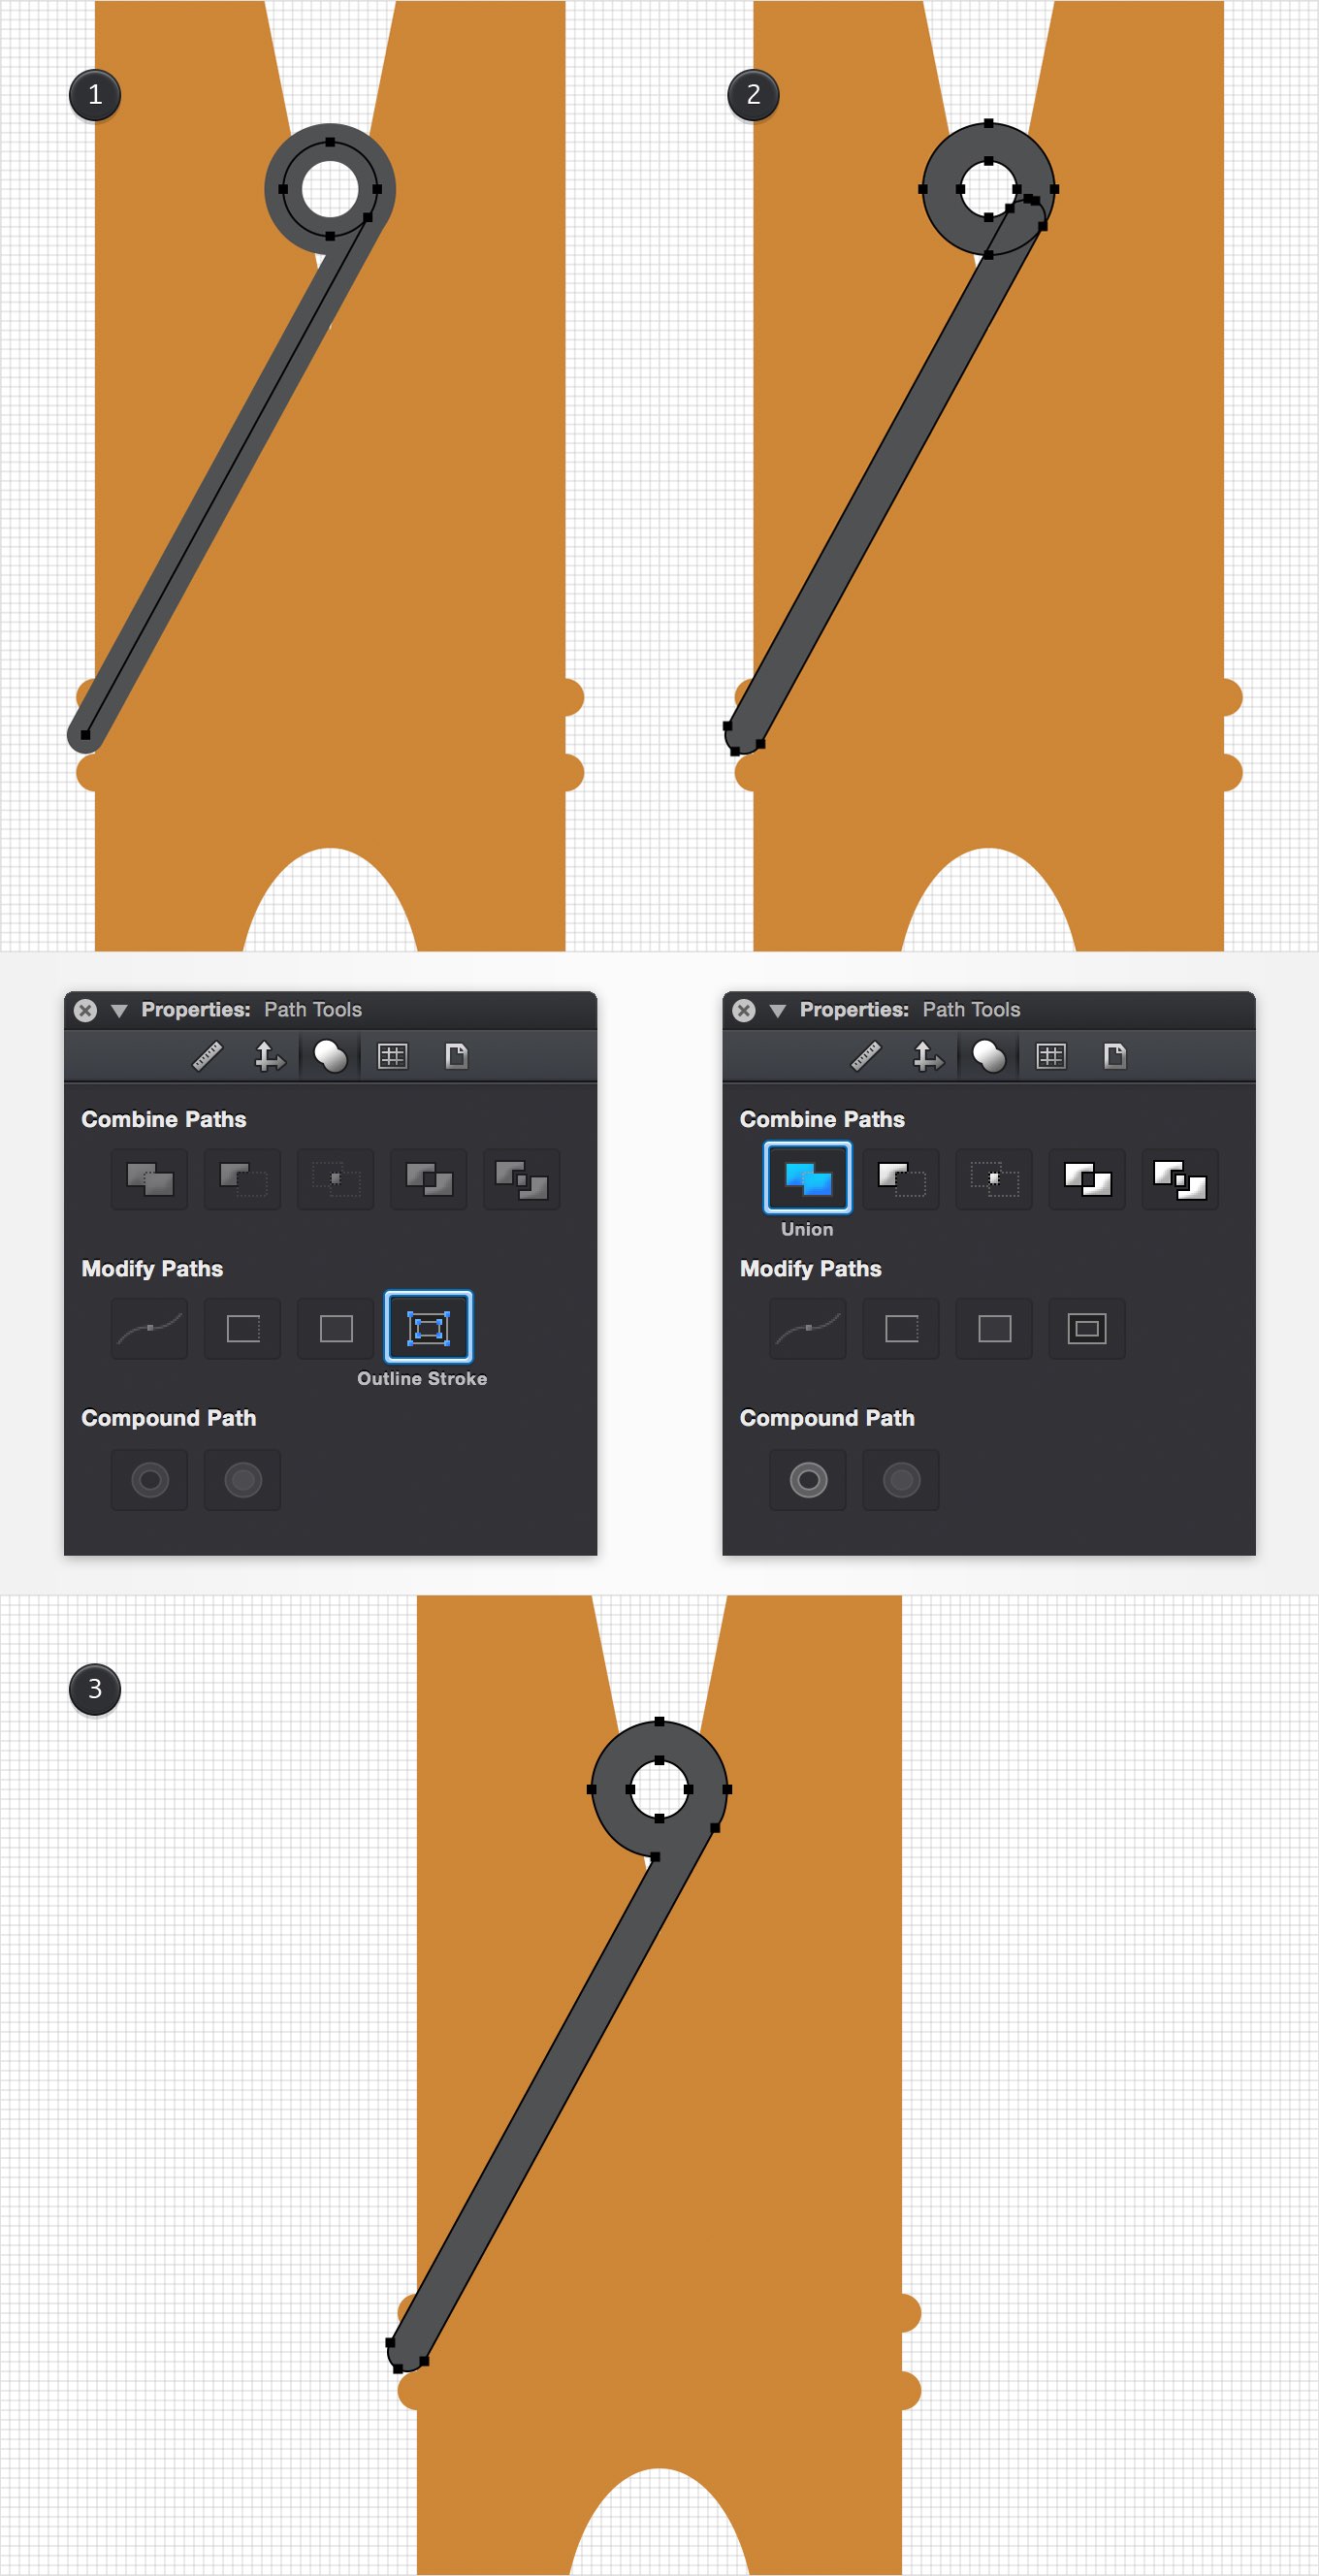 1
2
Properties: Path Tools
Combine Paths
Modify Paths
Outline Stroke
Compound Path
Properties: Path Tools
Combine Paths
Union
Modify Paths
Compound Path
3